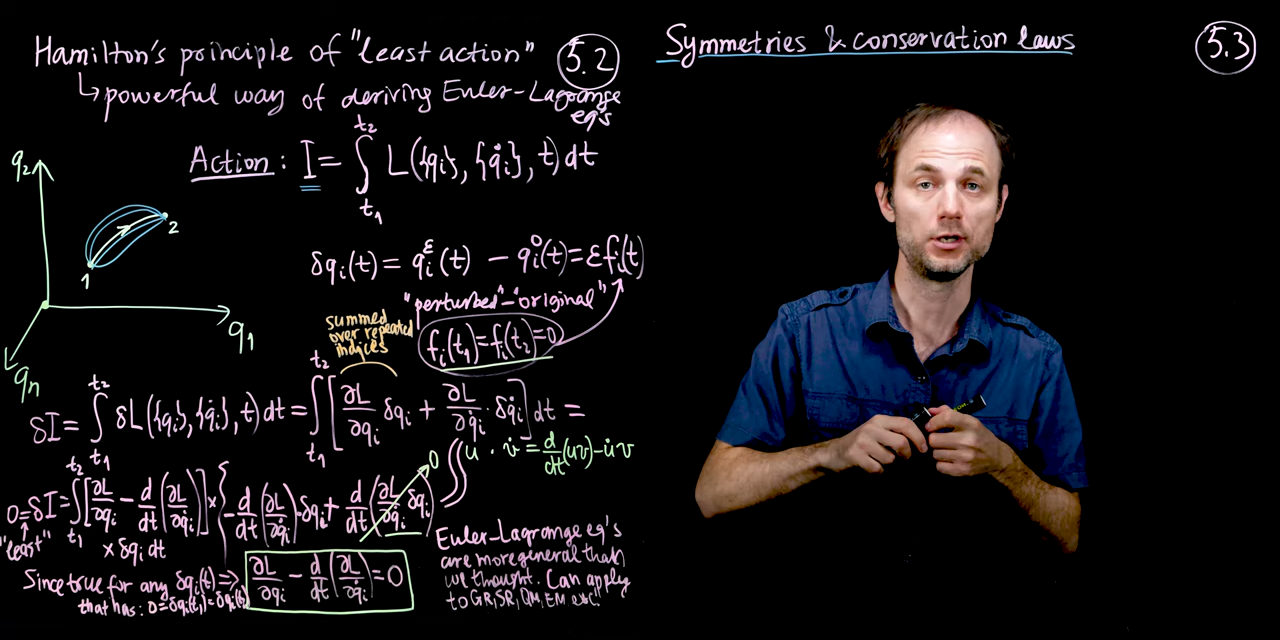 Hamilton's principle of "least action" 5.2
↳ powerful way of deriving Euler-Lagrange eq's
Action: I = ∫_{t₁}^{t₂} L({qᵢ}, {q̇ᵢ}, t) dt
q₂
1
2
q₁
qₙ
δqᵢ(t) = qᵢ^ε(t) − qᵢ⁰(t) = εfᵢ(t)
"perturbed" - "original"
fᵢ(t₁) = fᵢ(t₂) = 0
summed
over repeated
indices
δI = ∫_{t₁}^{t₂} δL({qᵢ}, {q̇ᵢ}, t) dt = ∫_{t₁}^{t₂} [∂L/∂qᵢ δqᵢ + ∂L/∂q̇ᵢ · δq̇ᵢ] dt =
u · v̇ = d/dt(uv) − u̇v
0 = δI = ∫_{t₁}^{t₂} [∂L/∂qᵢ − d/dt(∂L/∂q̇ᵢ)] × { −d/dt(∂L/∂q̇ᵢ)·δqᵢ + d/dt(∂L/∂q̇ᵢ δqᵢ) 0
"least"
× δqᵢ dt
Since true for any δqᵢ(t) ⇒ ∂L/∂qᵢ − d/dt(∂L/∂q̇ᵢ) = 0
that has: 0 = δqᵢ(t₁) = δqᵢ(t₂)
Euler-Lagrange eq's
are more general than
we thought. Can apply
to GR, SR, QM, EM etc.
Symmetries & conservation laws 5.3